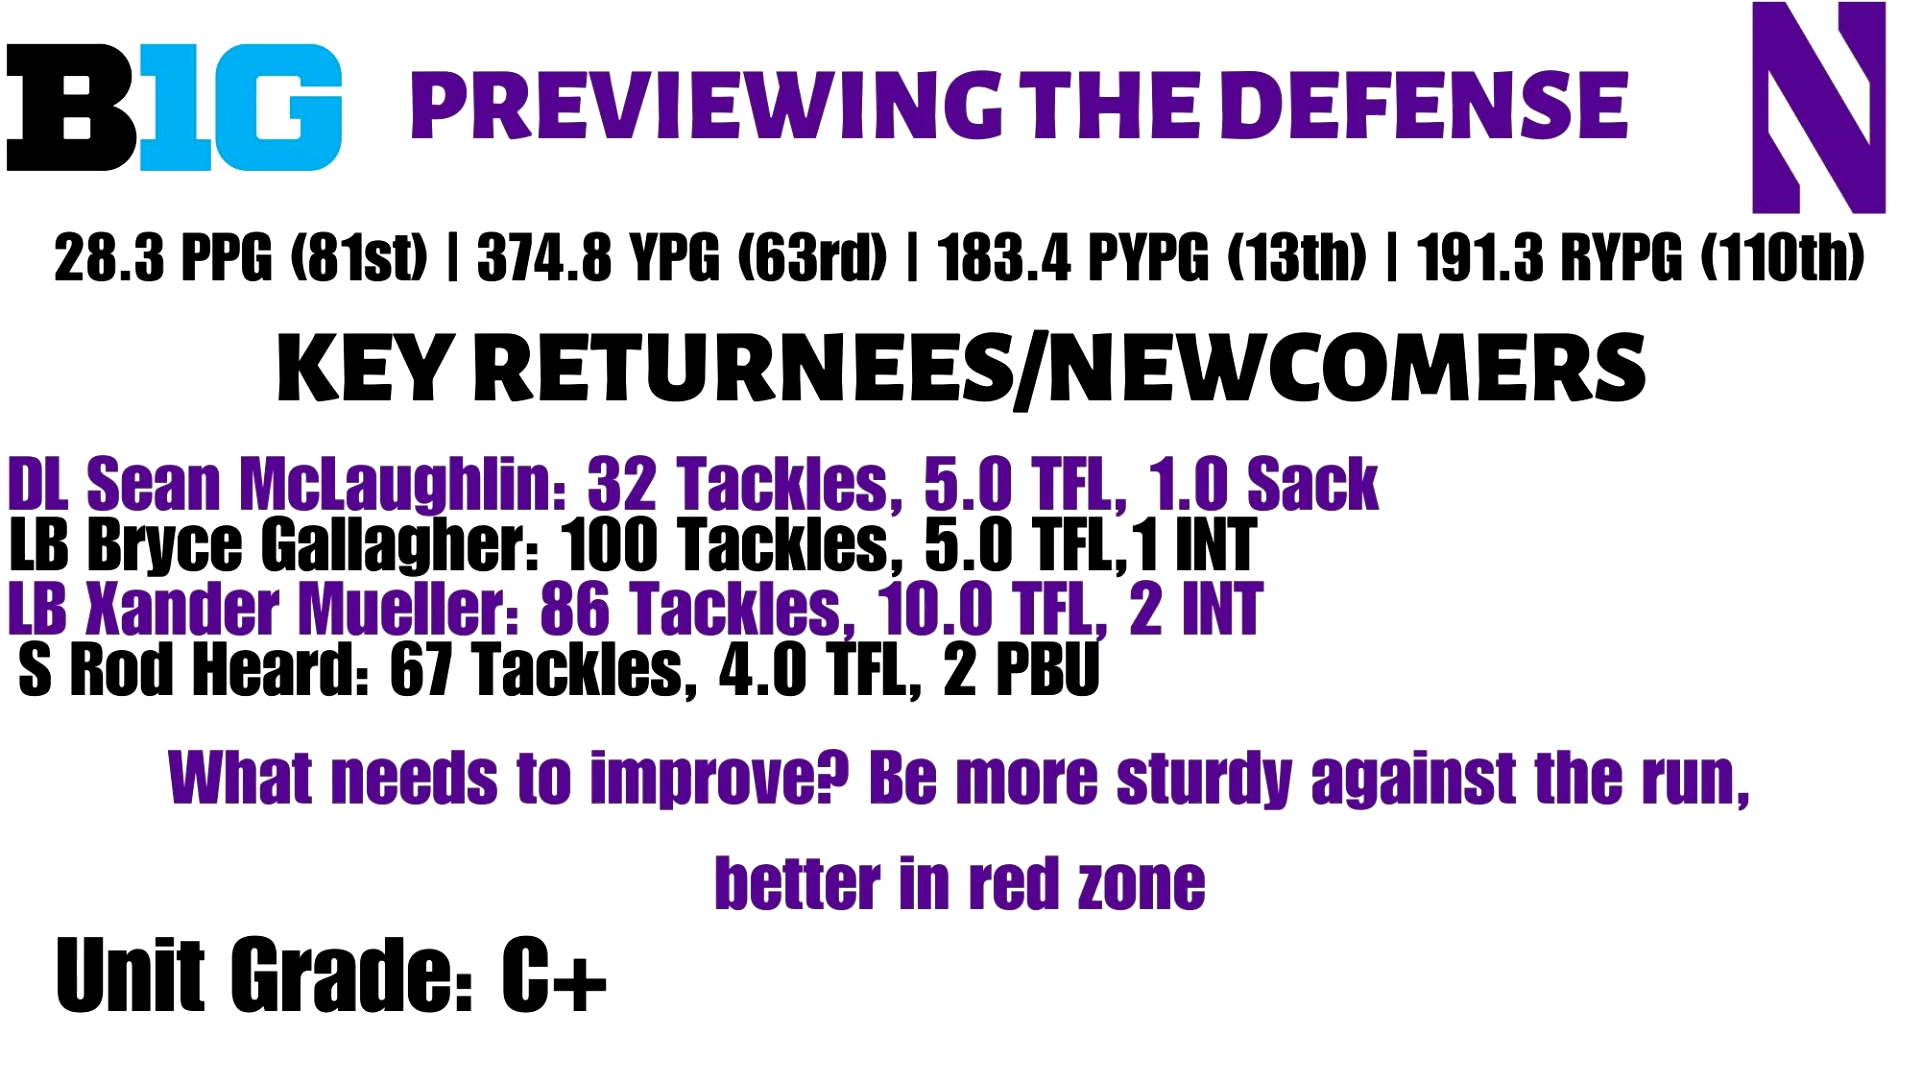 B1G PREVIEWING THE DEFENSE N
28.3 PPG (81st) | 374.8 YPG (63rd) | 183.4 PYPG (13th) | 191.3 RYPG (110th)
KEY RETURNEES/NEWCOMERS
DL Sean McLaughlin: 32 Tackles, 5.0 TFL, 1.0 Sack
LB Bryce Gallagher: 100 Tackles, 5.0 TFL,1 INT
LB Xander Mueller: 86 Tackles, 10.0 TFL, 2 INT
S Rod Heard: 67 Tackles, 4.0 TFL, 2 PBU
What needs to improve? Be more sturdy against the run,
better in red zone
Unit Grade: C+